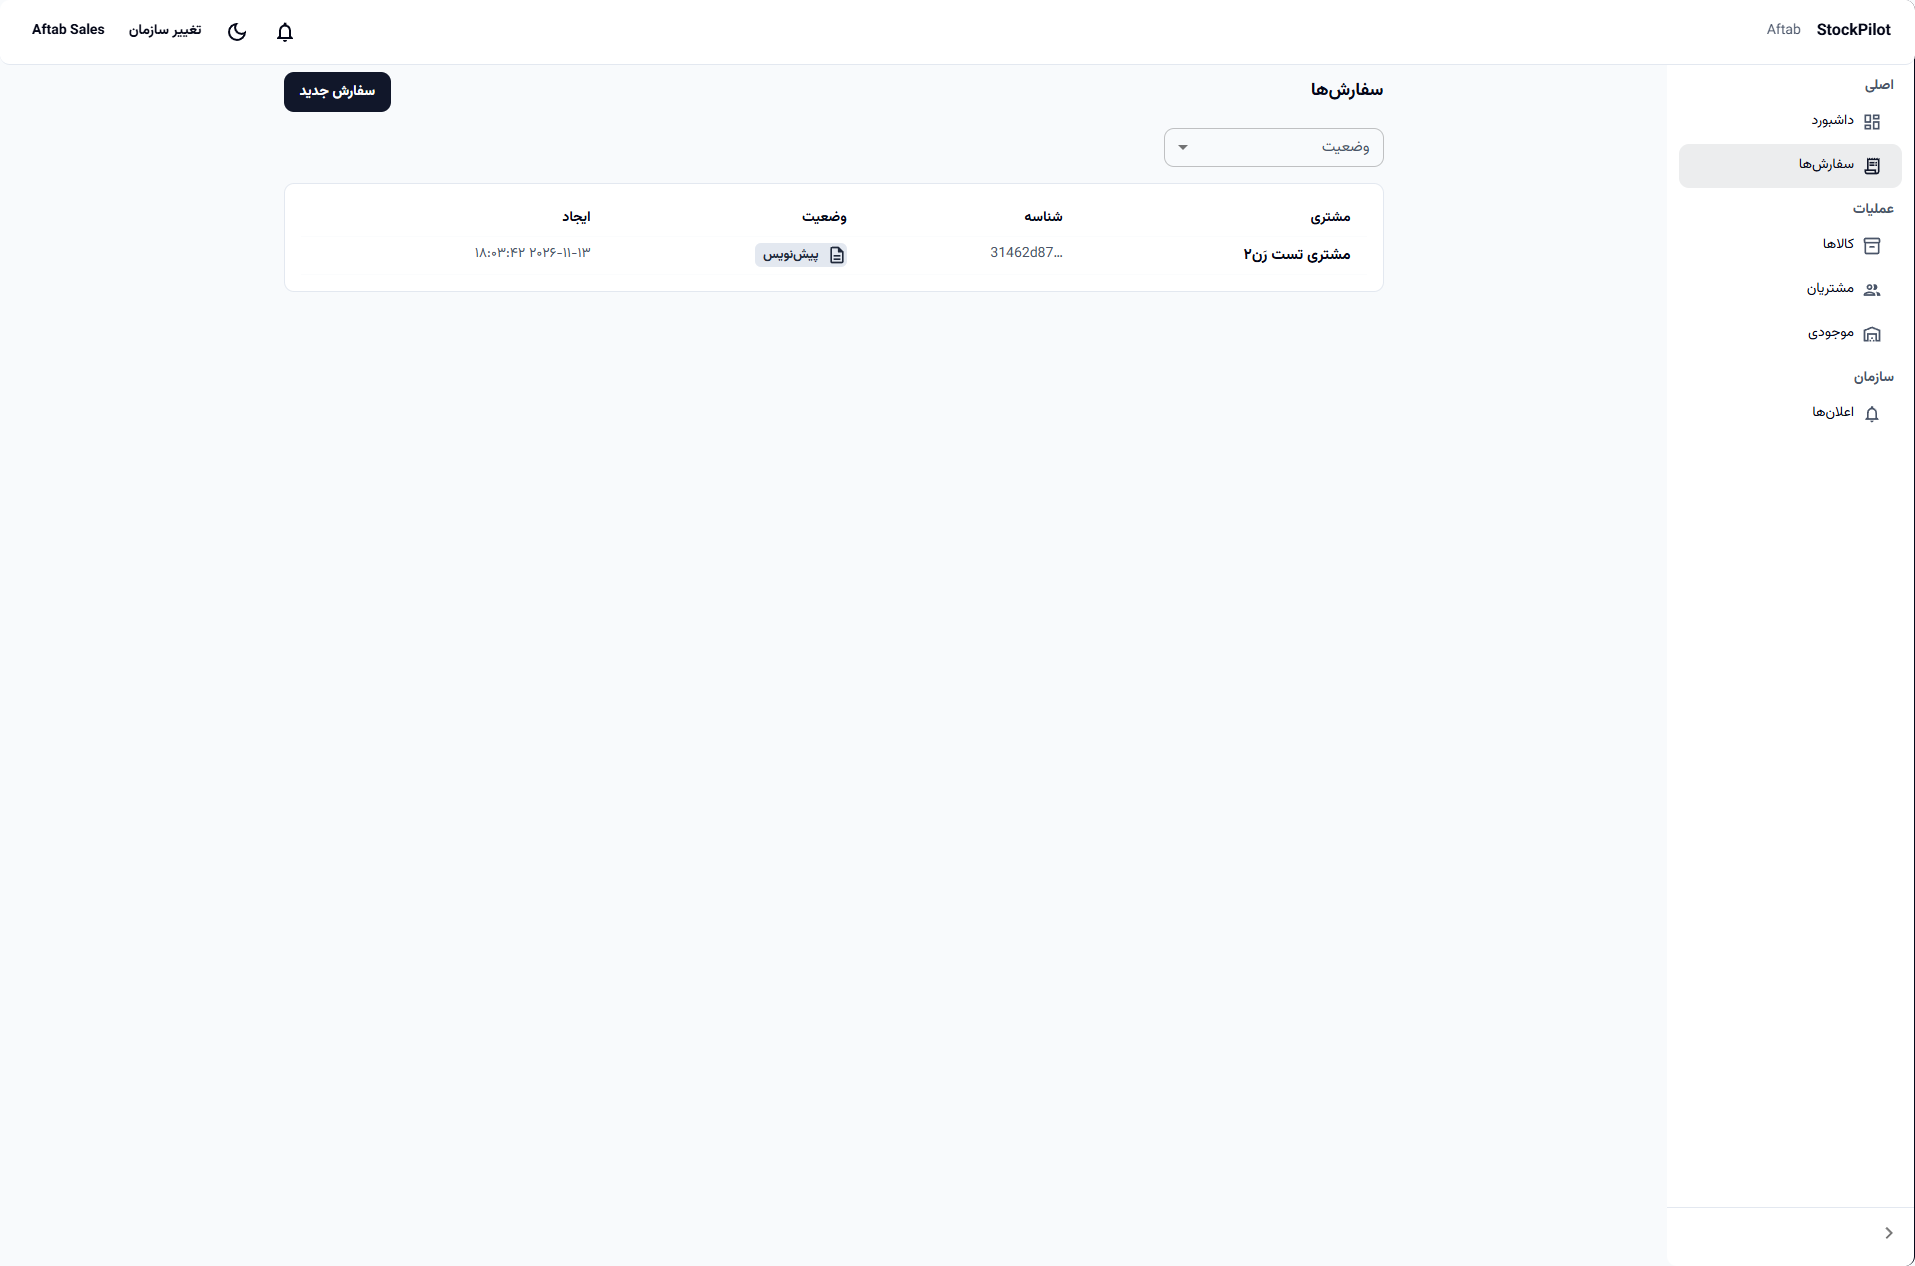 StockPilot Aftab
تغییر سازمان
Aftab Sales
اصلی
داشبورد
سفارش‌ها
عملیات
کالاها
مشتریان
موجودی
سازمان
اعلان‌ها
سفارش‌ها
سفارش جدید
وضعیت
مشتری شناسه وضعیت ایجاد
مشتری تست رَن۲ 31462d87... پیش‌نویس ۲۰۲۶-۱۱-۱۳ ۱۸:۰۳:۴۲